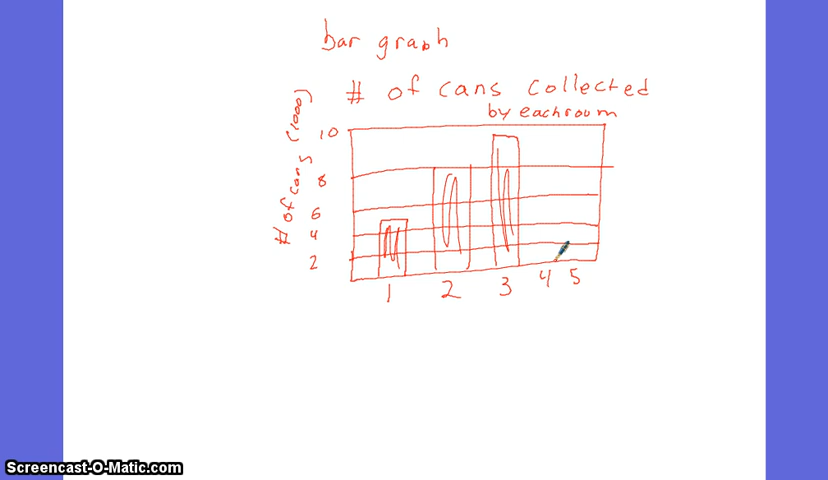 bar graph
# of cans collected
by each room
# of cans (1000)
10
8
6
4
2
1 2 3 4 5
Screencast-O-Matic.com